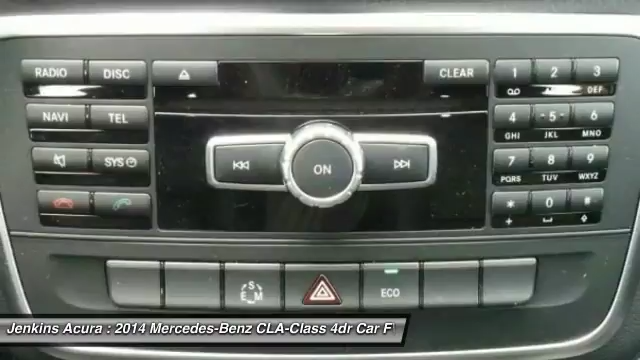 RADIO DISC CLEAR 1 2 3
DEF
NAVI TEL 4 5 6
GHI JKL MNO
SYS 7 8 9
PQRS TUV WXYZ
ON
* 0 #
S
E M ECO
Jenkins Acura : 2014 Mercedes-Benz CLA-Class 4dr Car F